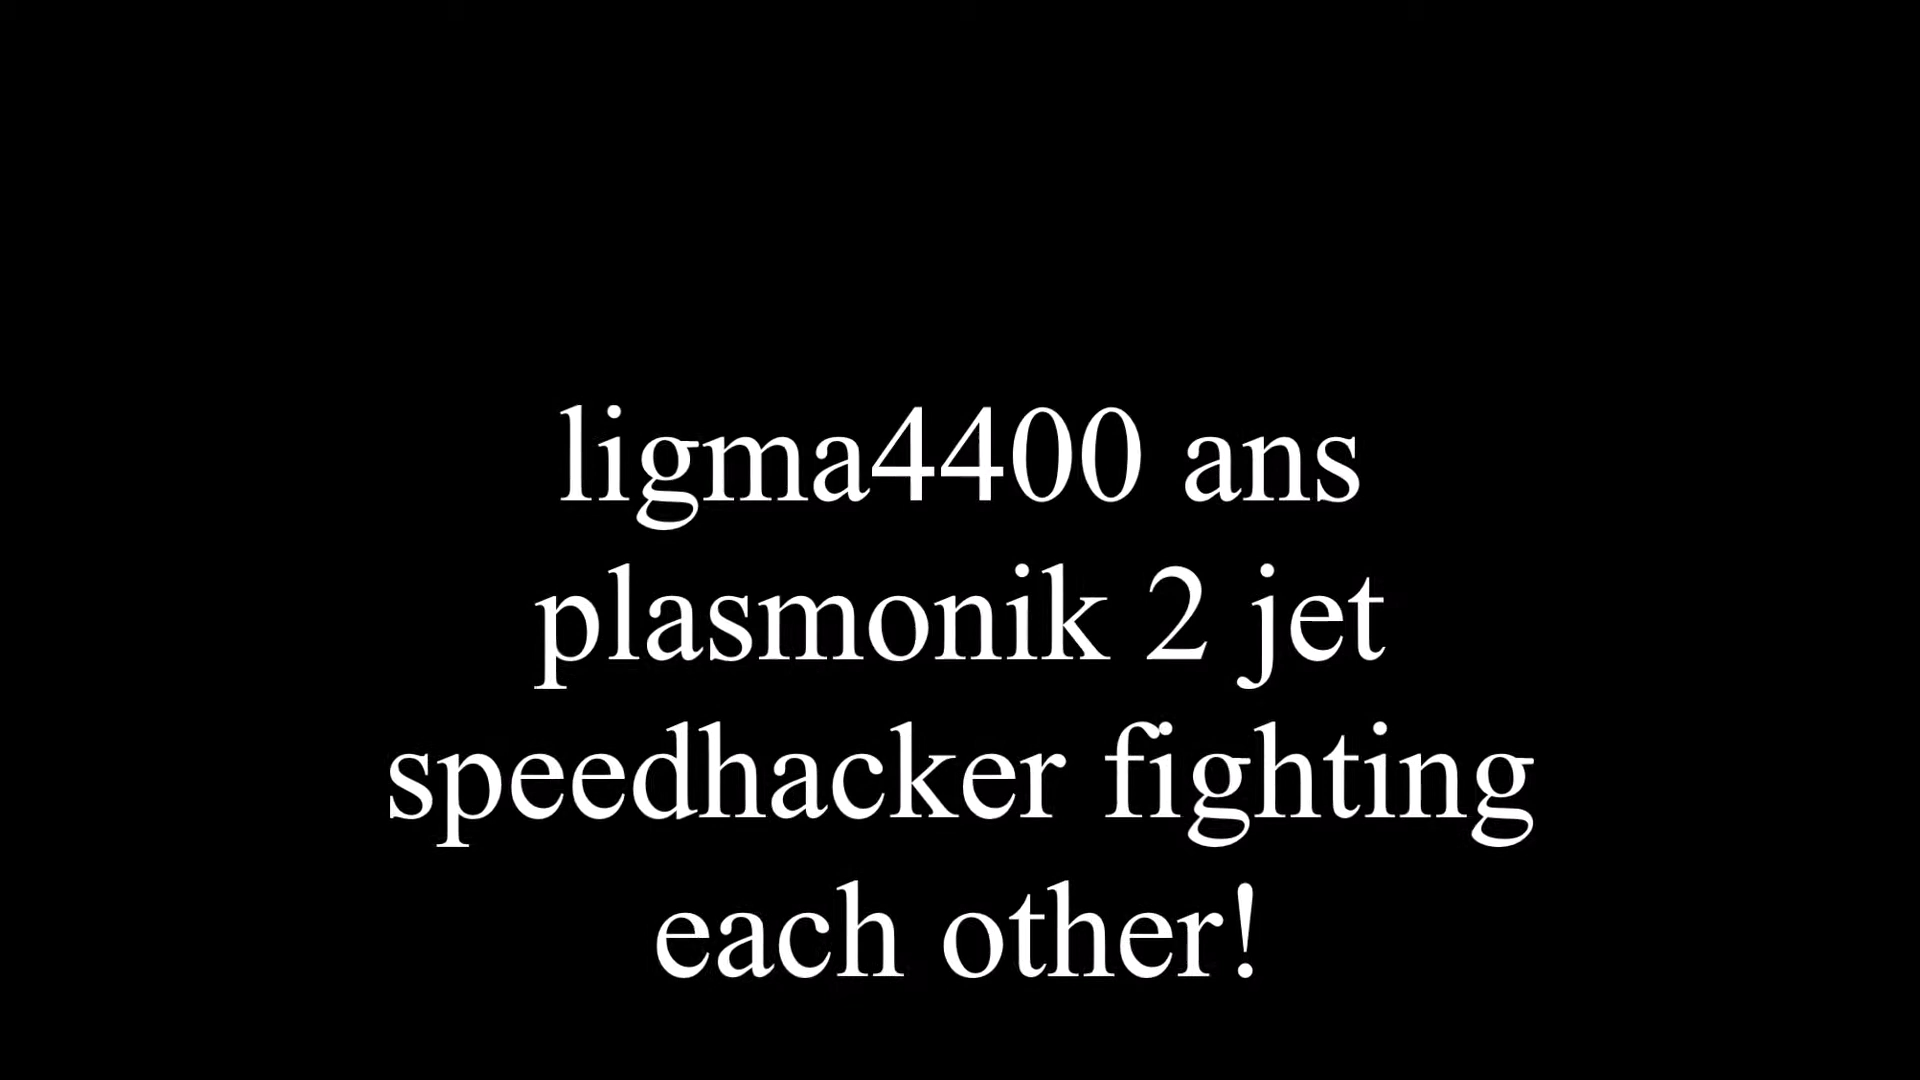 ligma4400 ans
plasmonik 2 jet
speedhacker fighting
each other!